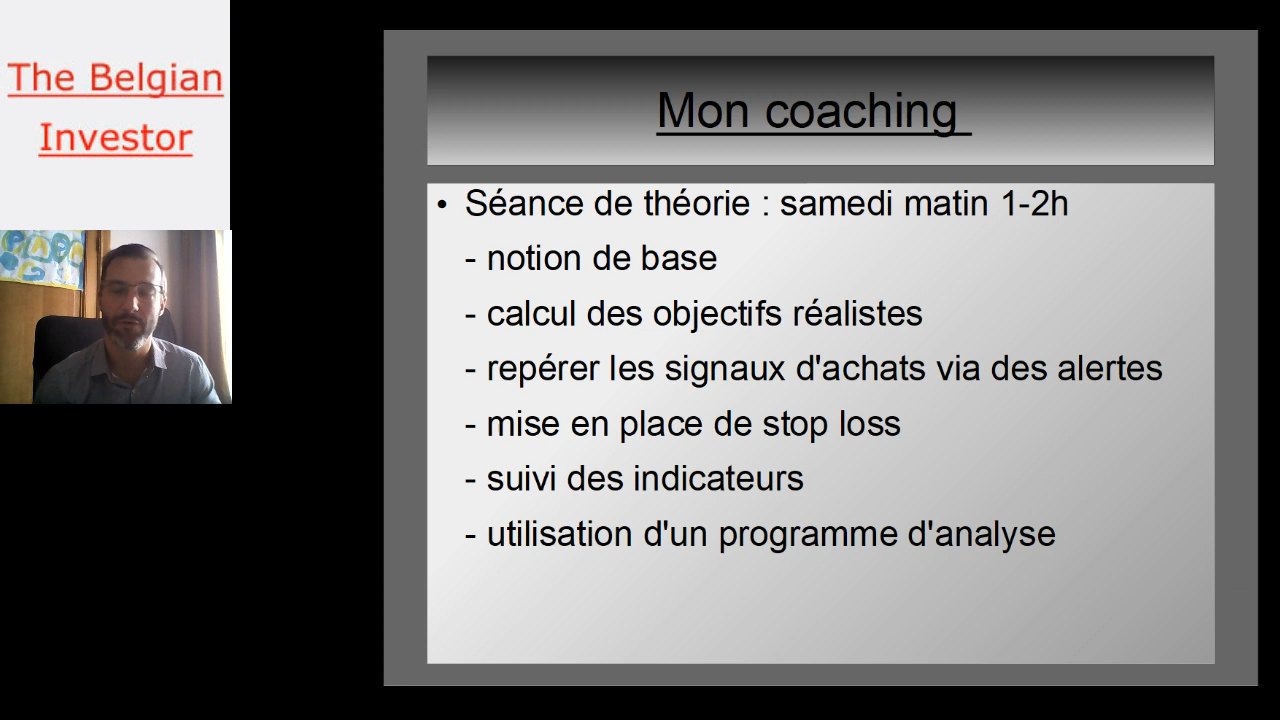 The Belgian
Investor
Mon coaching
• Séance de théorie : samedi matin 1-2h
- notion de base
- calcul des objectifs réalistes
- repérer les signaux d'achats via des alertes
- mise en place de stop loss
- suivi des indicateurs
- utilisation d'un programme d'analyse